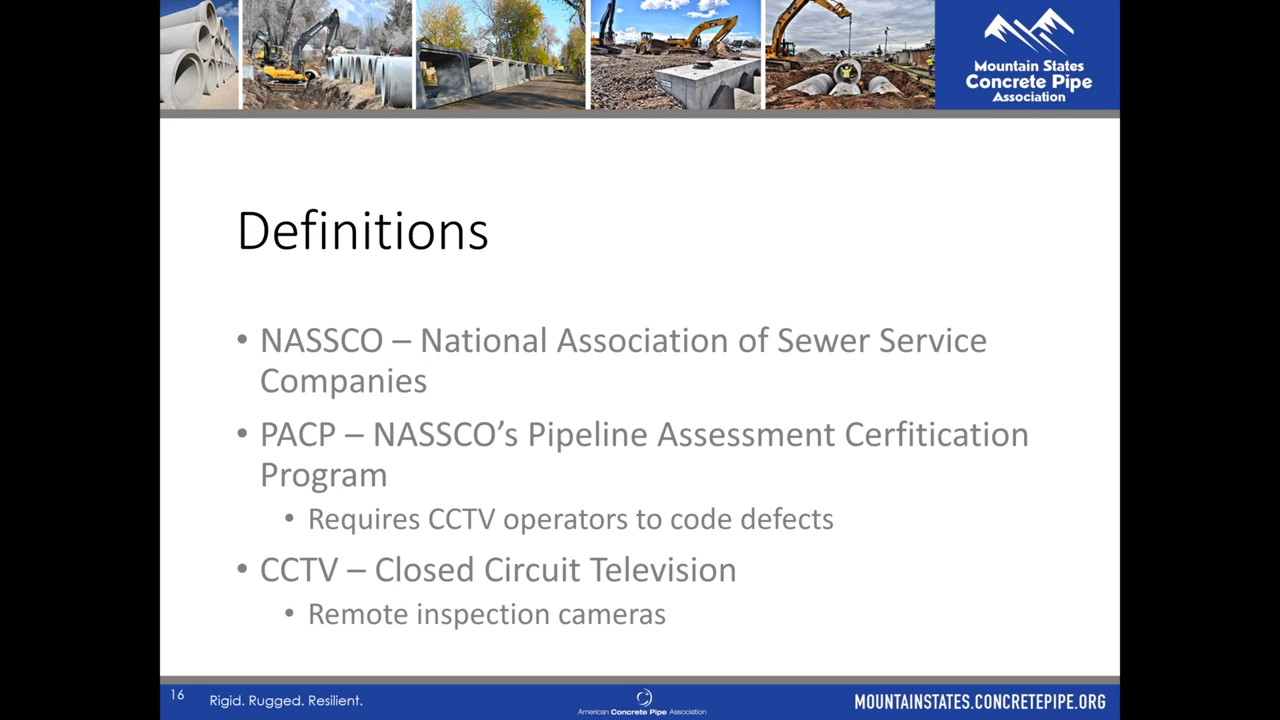 Mountain States
Concrete Pipe
Association
Definitions
• NASSCO – National Association of Sewer Service
Companies
• PACP – NASSCO’s Pipeline Assessment Cerfitication
Program
• Requires CCTV operators to code defects
• CCTV – Closed Circuit Television
• Remote inspection cameras
16
Rigid. Rugged. Resilient.
American Concrete Pipe Association
MOUNTAINSTATES.CONCRETEPIPE.ORG